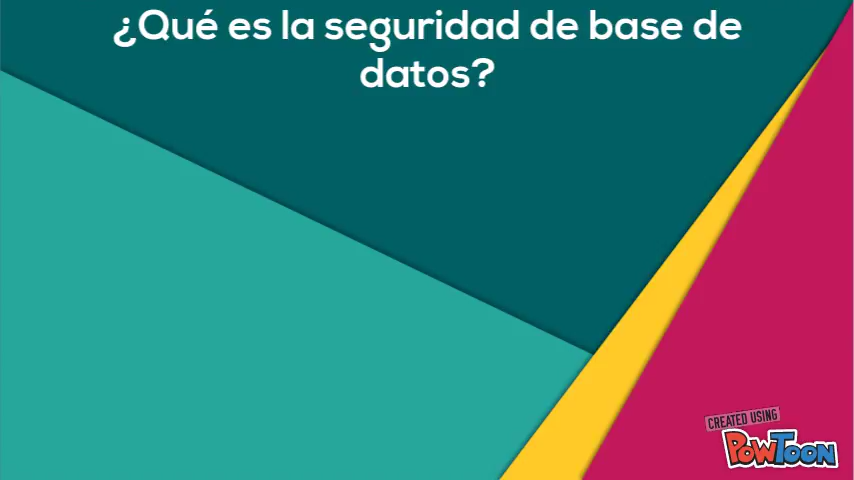 ¿Qué es la seguridad de base de
datos?
CREATED USING
POWTOON